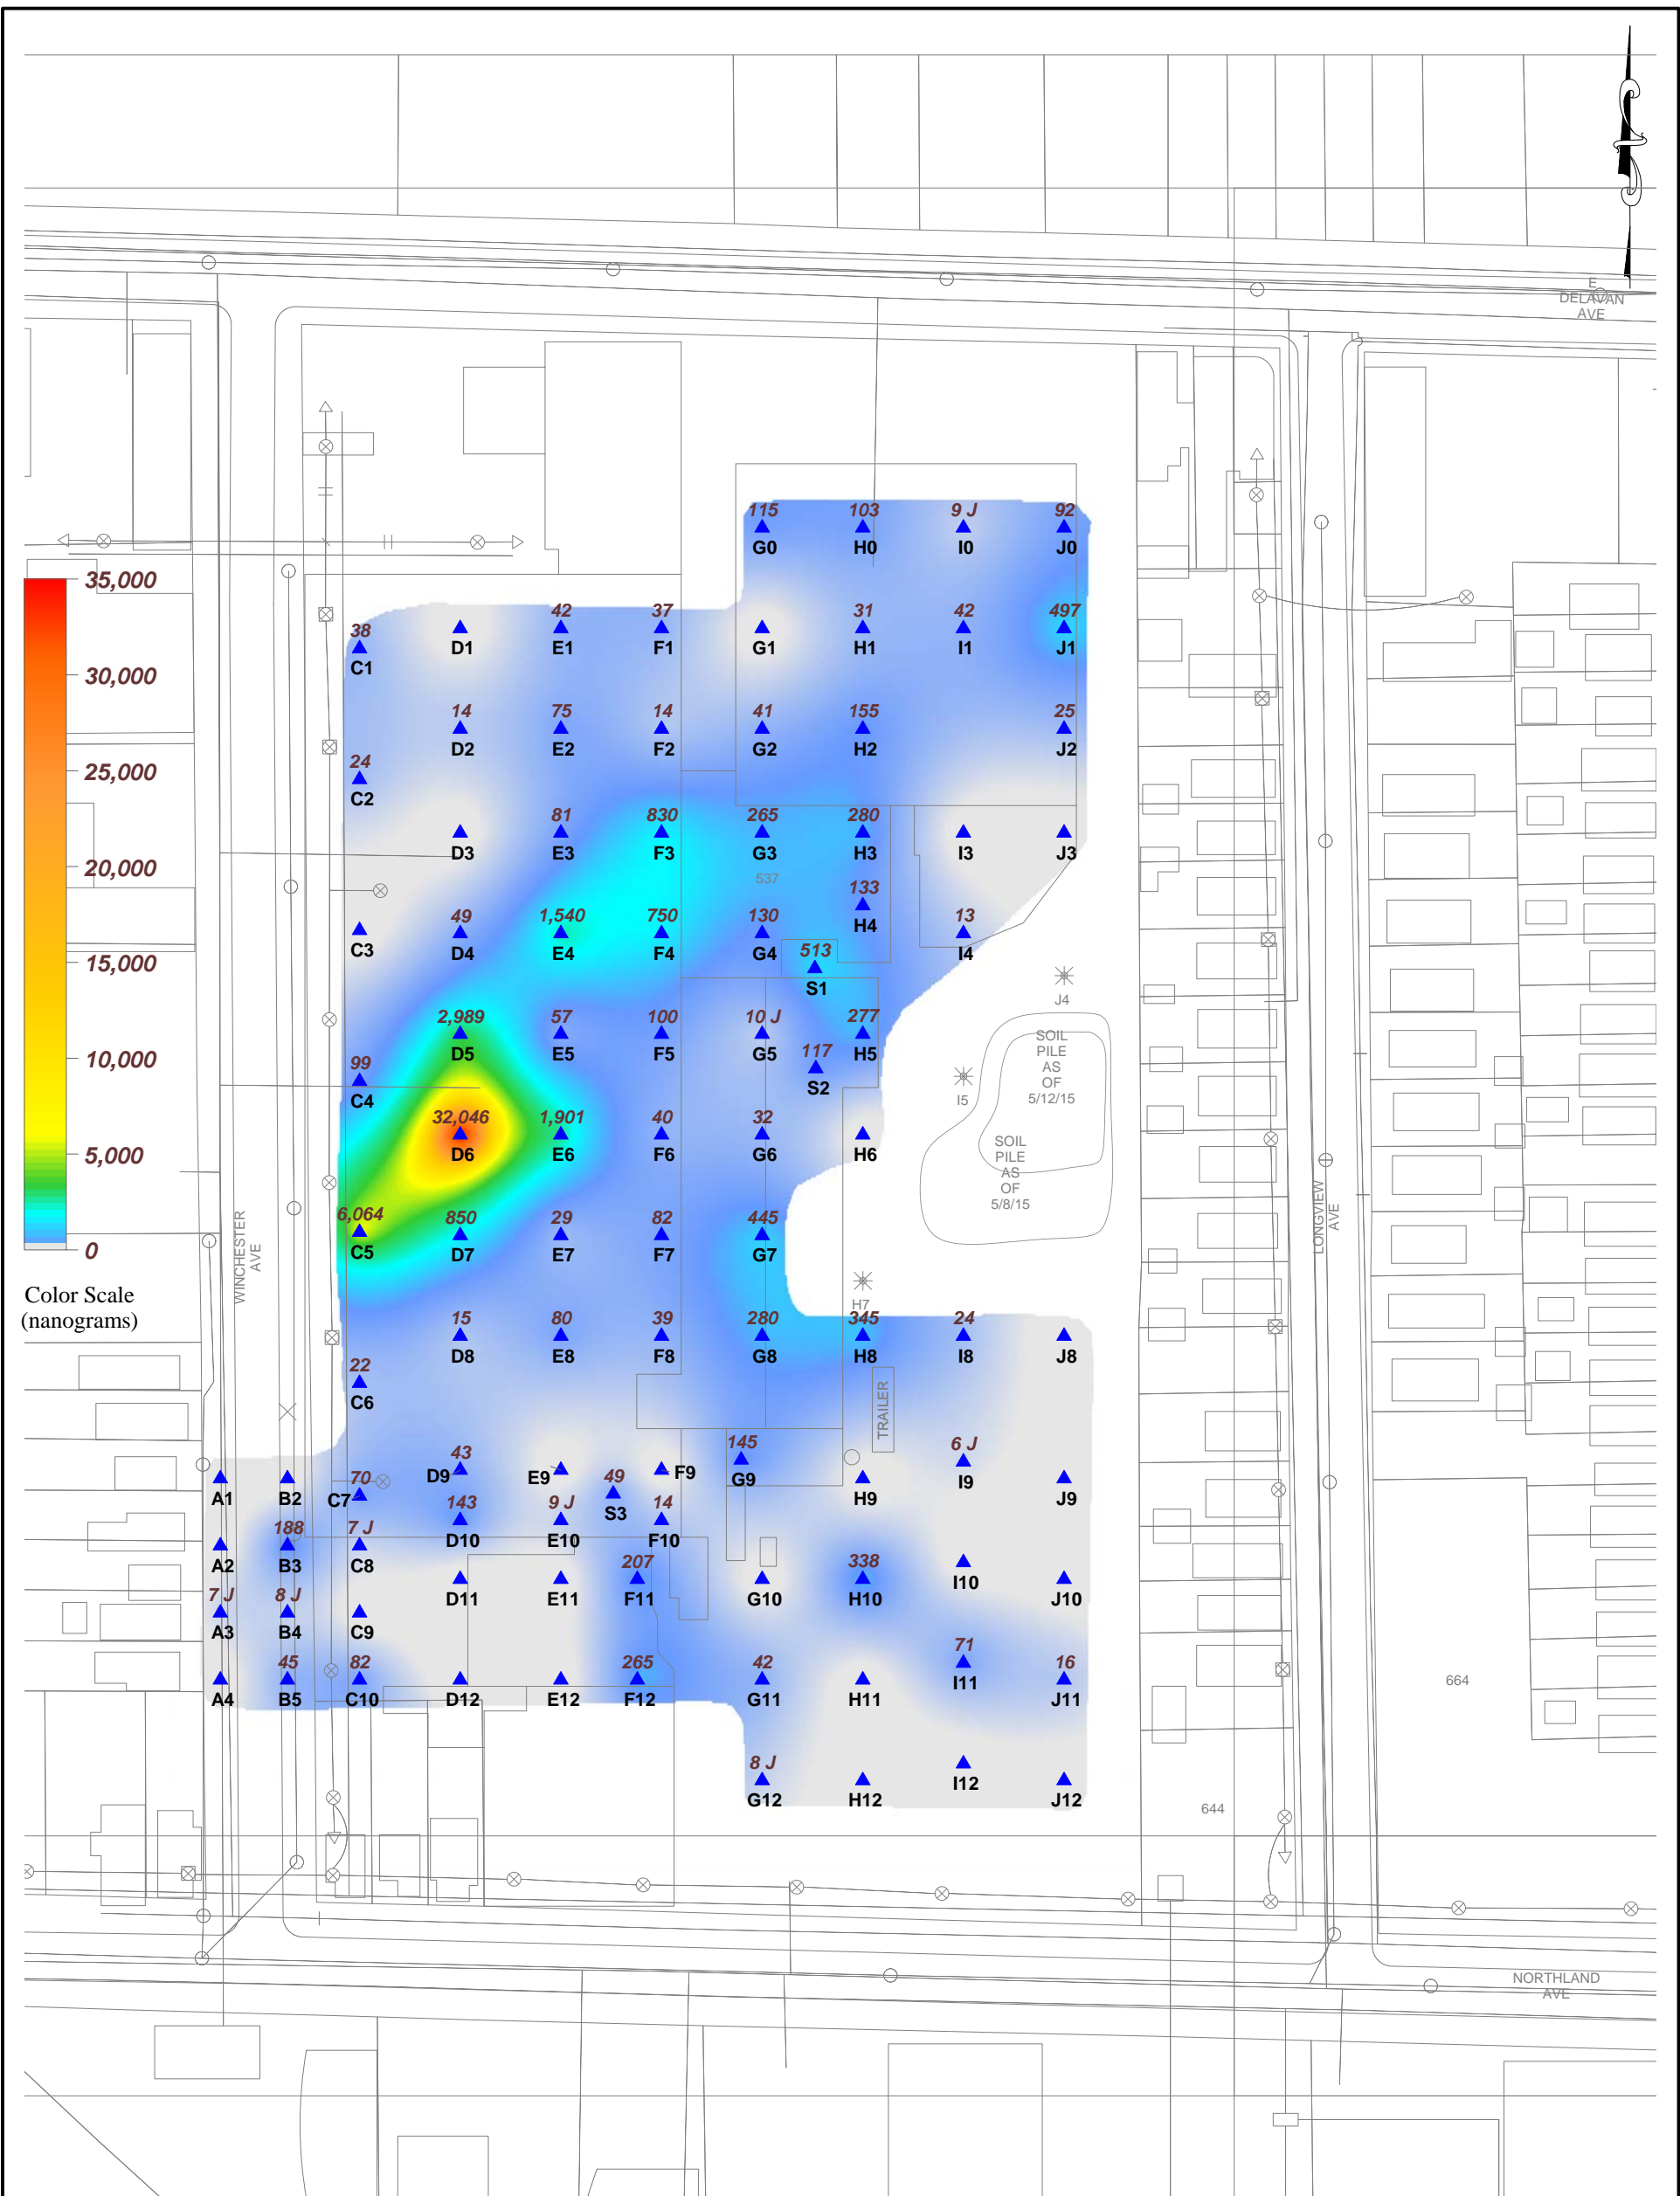 E
DELAVAN
AVE
115
103
9 J
92
G0
H0
I0
J0
35,000
42
37
31
42
497
38
D1
E1
F1
G1
H1
I1
J1
C1
30,000
14
75
14
41
155
25
D2
E2
F2
G2
H2
J2
24
25,000
C2
81
830
265
280
D3
E3
F3
G3
H3
I3
J3
20,000
537
133
49
1,540
750
130
H4
13
C3
D4
E4
F4
G4
I4
513
15,000
S1
J4
2,989
57
100
10 J
277
D5
E5
F5
G5
H5
SOIL
PILE
AS
OF
5/12/15
117
99
10,000
S2
C4
I5
32,046
1,901
40
32
D6
E6
F6
G6
H6
5,000
SOIL
PILE
AS
OF
5/8/15
6,064
850
29
82
445
C5
D7
E7
F7
G7
0
WINCHESTER
AVE
LONGVIEW
AVE
Color Scale
(nanograms)
H7
15
80
39
280
345
24
D8
E8
F8
G8
H8
I8
J8
22
C6
TRAILER
43
145
6 J
D9
E9
F9
G9
I9
70
49
A1
B2
C7
S3
H9
J9
143
9 J
14
D10
E10
F10
188
7 J
A2
B3
C8
207
338
I10
D11
E11
F11
G10
H10
J10
7 J
8 J
A3
B4
C9
71
45
82
265
42
I11
16
A4
B5
C10
D12
E12
F12
G11
H11
J11
664
8 J
I12
G12
H12
J12
644
NORTHLAND
AVE